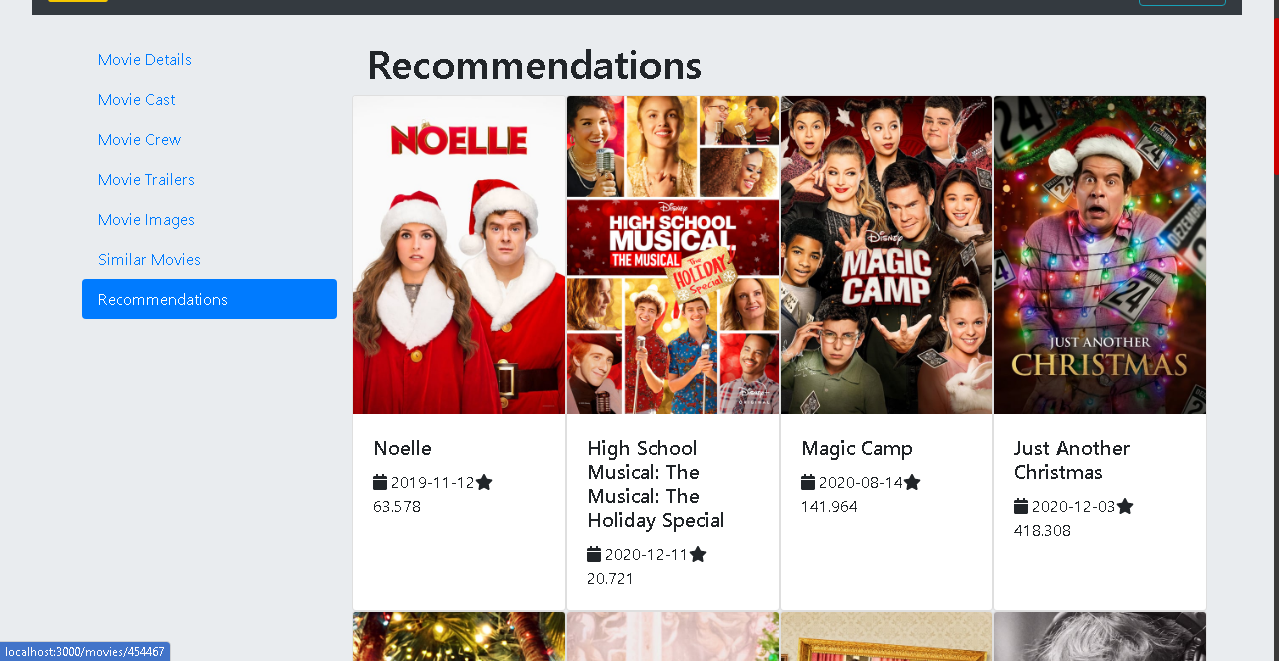 Recommendations
Movie Details
Movie Cast
Movie Crew
Movie Trailers
Movie Images
Similar Movies
Recommendations
NOELLE
Disney
HIGH SCHOOL
MUSICAL
THE MUSICAL:
The
HOLIDAY
Special
Disney
MAGIC
CAMP
24
24
24
JUST ANOTHER
CHRISTMAS
Noelle
2019-11-12
63.578
High School
Musical: The
Musical: The
Holiday Special
2020-12-11
20.721
Magic Camp
2020-08-14
141.964
Just Another
Christmas
2020-12-03
418.308
localhost:3000/movies/454467